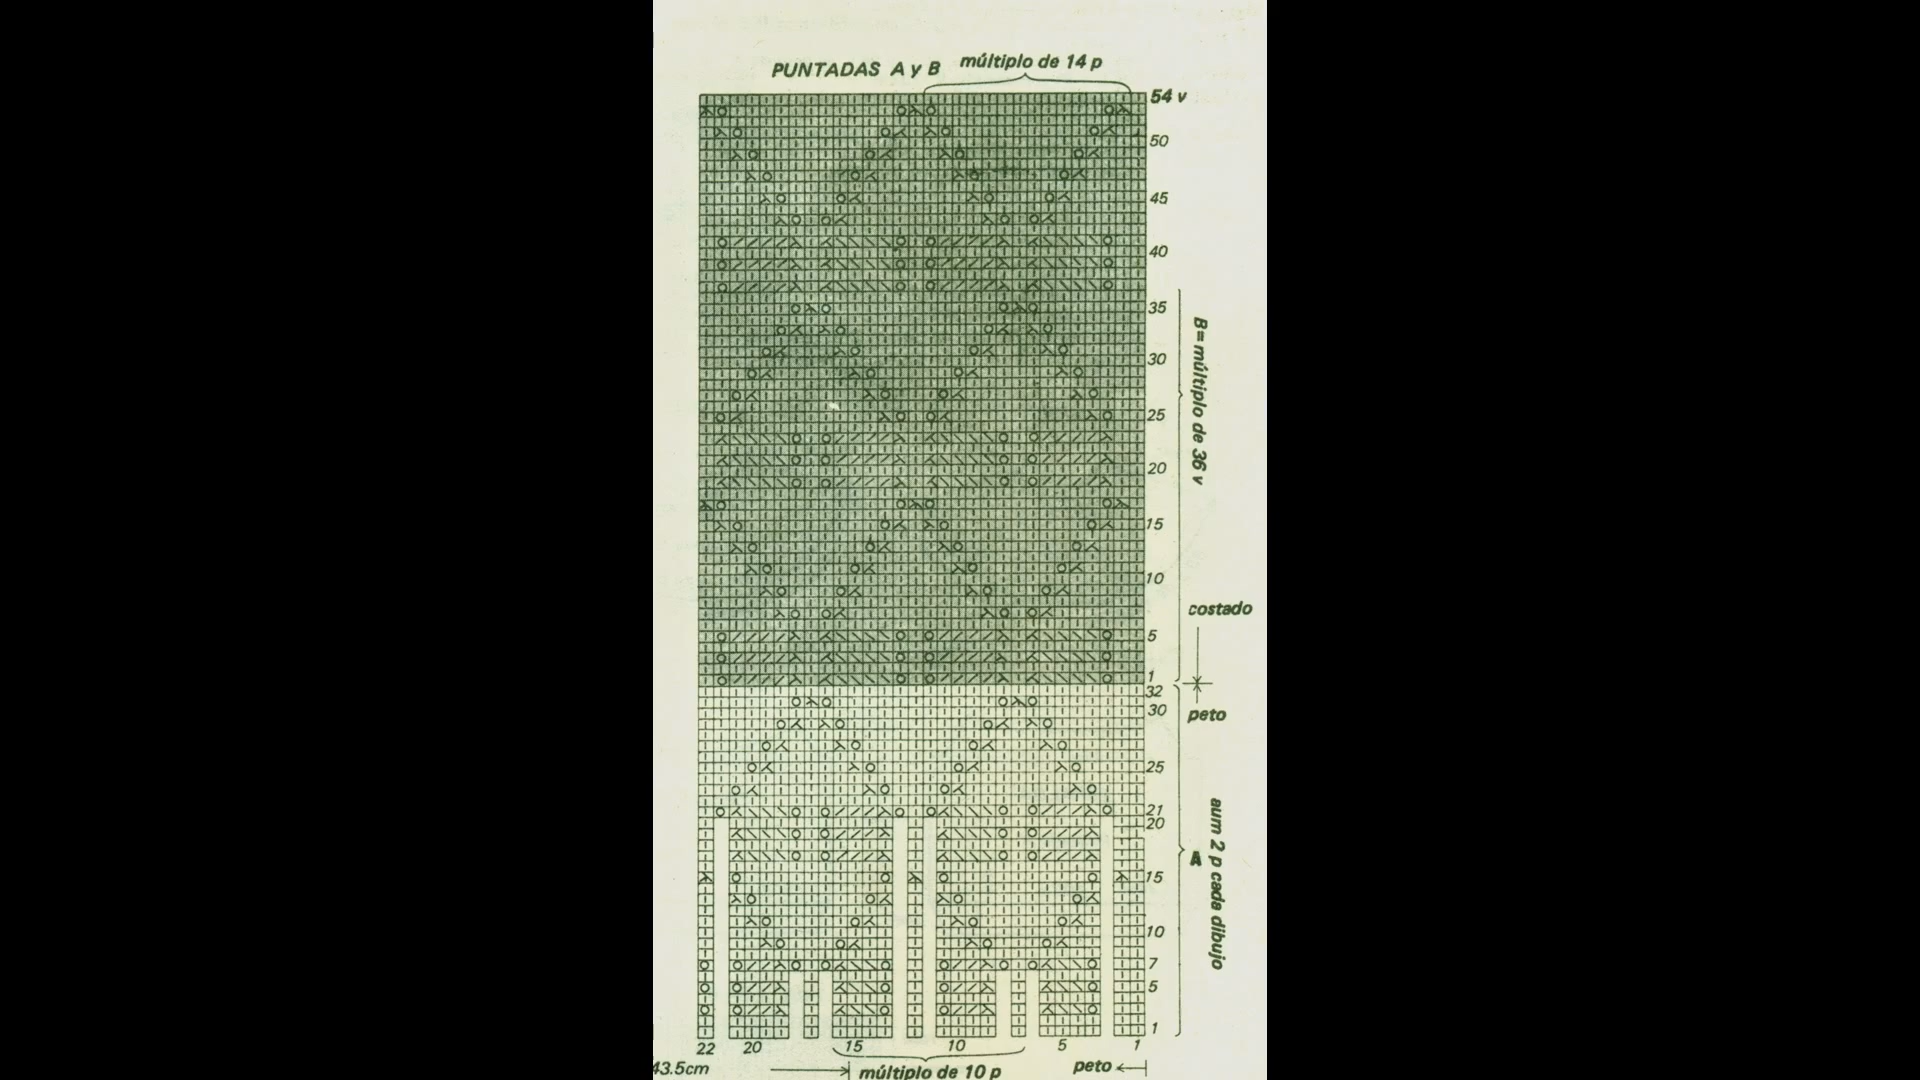 PUNTADAS A y B
múltiplo de 14 p
54 v
50
45
40
35
30
25
20
15
10
5
1
B = múltiplo de 36 v
costado
peto
32
30
25
21
20
15
10
7
5
1
A
aum 2 p cada dibujo
22 20 15 10 5 1
43.5cm
múltiplo de 10 p
peto